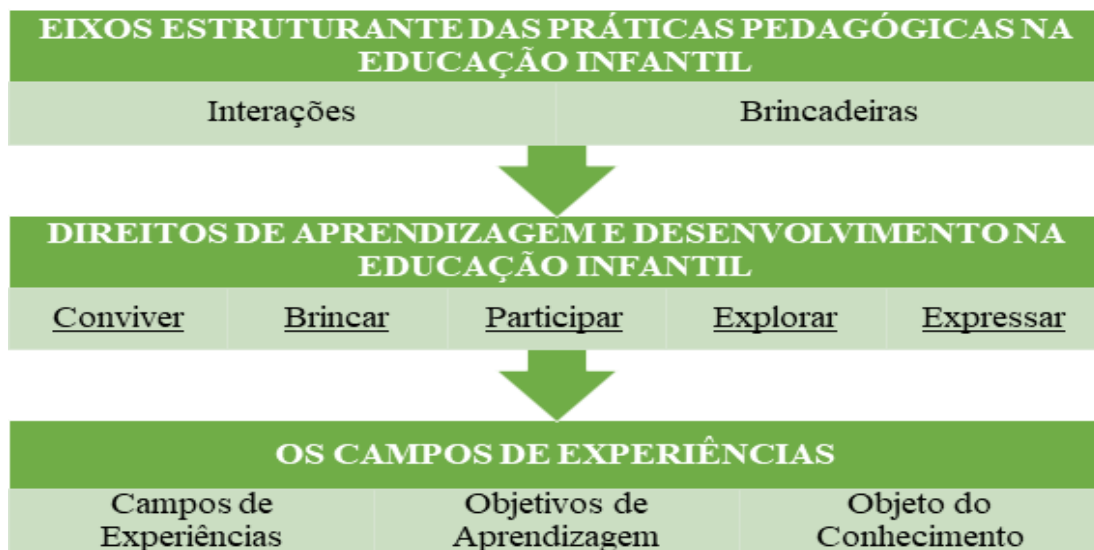 EIXOS ESTRUTURANTE DAS PRÁTICAS PEDAGÓGICAS NA
EDUCAÇÃO INFANTIL
Interações
Brincadeiras
DIREITOS DE APRENDIZAGEM E DESENVOLVIMENTO NA
EDUCAÇÃO INFANTIL
Conviver
Brincar
Participar
Explorar
Expressar
OS CAMPOS DE EXPERIÊNCIAS
Campos de
Experiências
Objetivos de
Aprendizagem
Objeto do
Conhecimento